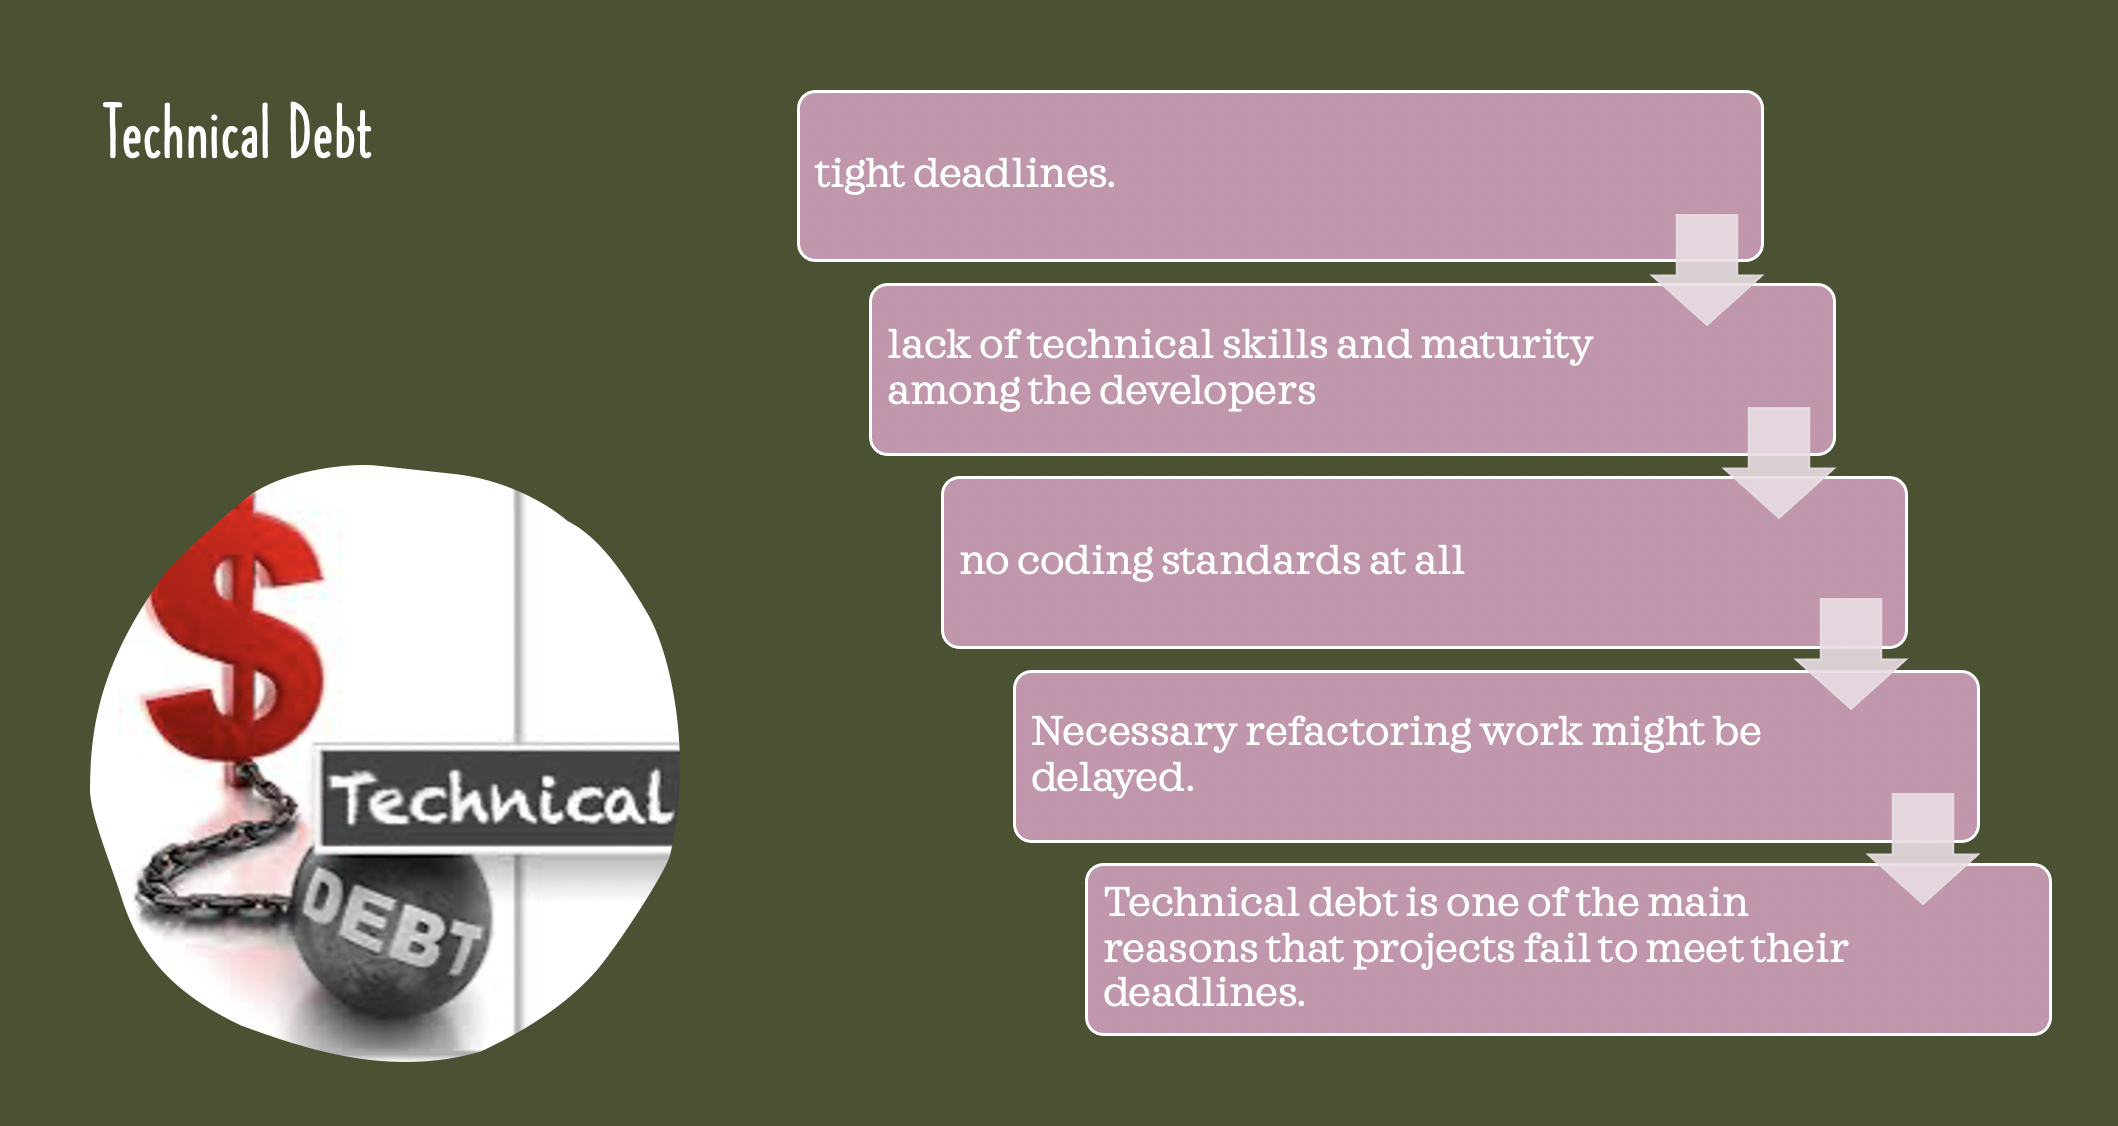 Technical Debt
tight deadlines.
lack of technical skills and maturity
among the developers
no coding standards at all
Necessary refactoring work might be
delayed.
Technical debt is one of the main
reasons that projects fail to meet their
deadlines.
$
Technical
DEBT